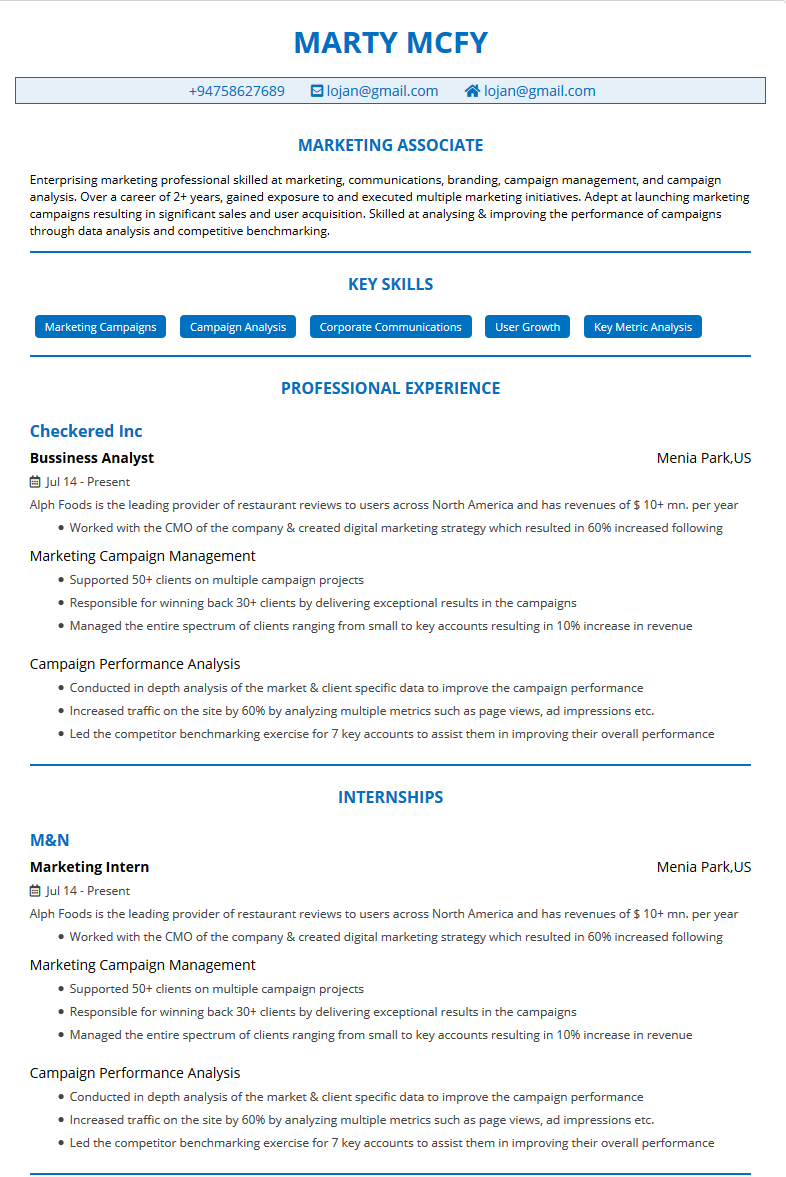 MARTY MCFY
+94758627689 lojan@gmail.com lojan@gmail.com
MARKETING ASSOCIATE
Enterprising marketing professional skilled at marketing, communications, branding, campaign management, and campaign
analysis. Over a career of 2+ years, gained exposure to and executed multiple marketing initiatives. Adept at launching marketing
campaigns resulting in significant sales and user acquisition. Skilled at analysing & improving the performance of campaigns
through data analysis and competitive benchmarking.
KEY SKILLS
Marketing Campaigns Campaign Analysis Corporate Communications User Growth Key Metric Analysis
PROFESSIONAL EXPERIENCE
Checkered Inc
Bussiness Analyst Menia Park,US
Jul 14 - Present
Alph Foods is the leading provider of restaurant reviews to users across North America and has revenues of $ 10+ mn. per year
• Worked with the CMO of the company & created digital marketing strategy which resulted in 60% increased following
Marketing Campaign Management
• Supported 50+ clients on multiple campaign projects
• Responsible for winning back 30+ clients by delivering exceptional results in the campaigns
• Managed the entire spectrum of clients ranging from small to key accounts resulting in 10% increase in revenue
Campaign Performance Analysis
• Conducted in depth analysis of the market & client specific data to improve the campaign performance
• Increased traffic on the site by 60% by analyzing multiple metrics such as page views, ad impressions etc.
• Led the competitor benchmarking exercise for 7 key accounts to assist them in improving their overall performance
INTERNSHIPS
M&N
Marketing Intern Menia Park,US
Jul 14 - Present
Alph Foods is the leading provider of restaurant reviews to users across North America and has revenues of $ 10+ mn. per year
• Worked with the CMO of the company & created digital marketing strategy which resulted in 60% increased following
Marketing Campaign Management
• Supported 50+ clients on multiple campaign projects
• Responsible for winning back 30+ clients by delivering exceptional results in the campaigns
• Managed the entire spectrum of clients ranging from small to key accounts resulting in 10% increase in revenue
Campaign Performance Analysis
• Conducted in depth analysis of the market & client specific data to improve the campaign performance
• Increased traffic on the site by 60% by analyzing multiple metrics such as page views, ad impressions etc.
• Led the competitor benchmarking exercise for 7 key accounts to assist them in improving their overall performance